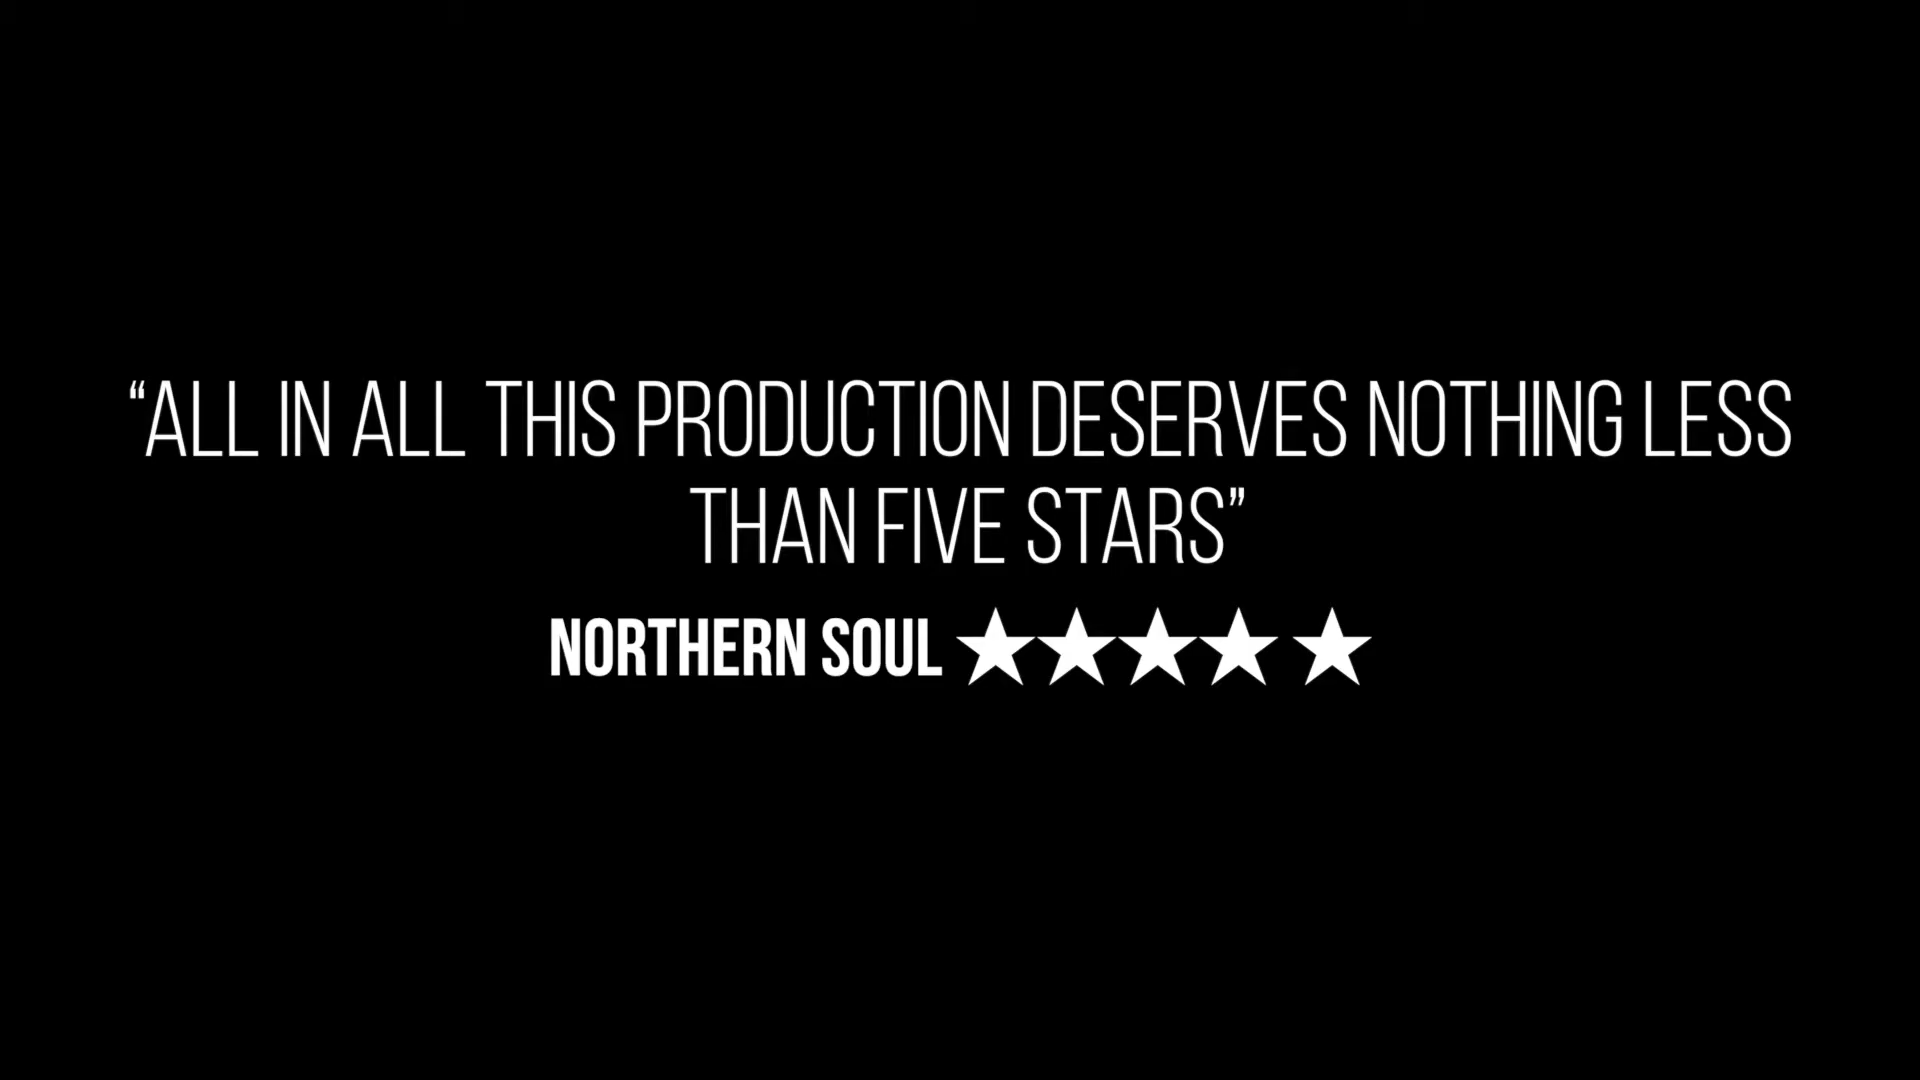 “ALL IN ALL THIS PRODUCTION DESERVES NOTHING LESS
THAN FIVE STARS”
NORTHERN SOUL ★★★★ ★